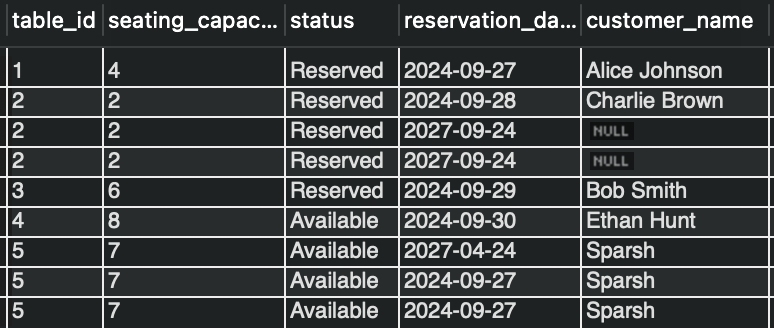 table_id seating_capac... status reservation_da... customer_name
1 4 Reserved 2024-09-27 Alice Johnson
2 2 Reserved 2024-09-28 Charlie Brown
2 2 Reserved 2027-09-24 NULL
2 2 Reserved 2027-09-24 NULL
3 6 Reserved 2024-09-29 Bob Smith
4 8 Available 2024-09-30 Ethan Hunt
5 7 Available 2027-04-24 Sparsh
5 7 Available 2024-09-27 Sparsh
5 7 Available 2024-09-27 Sparsh